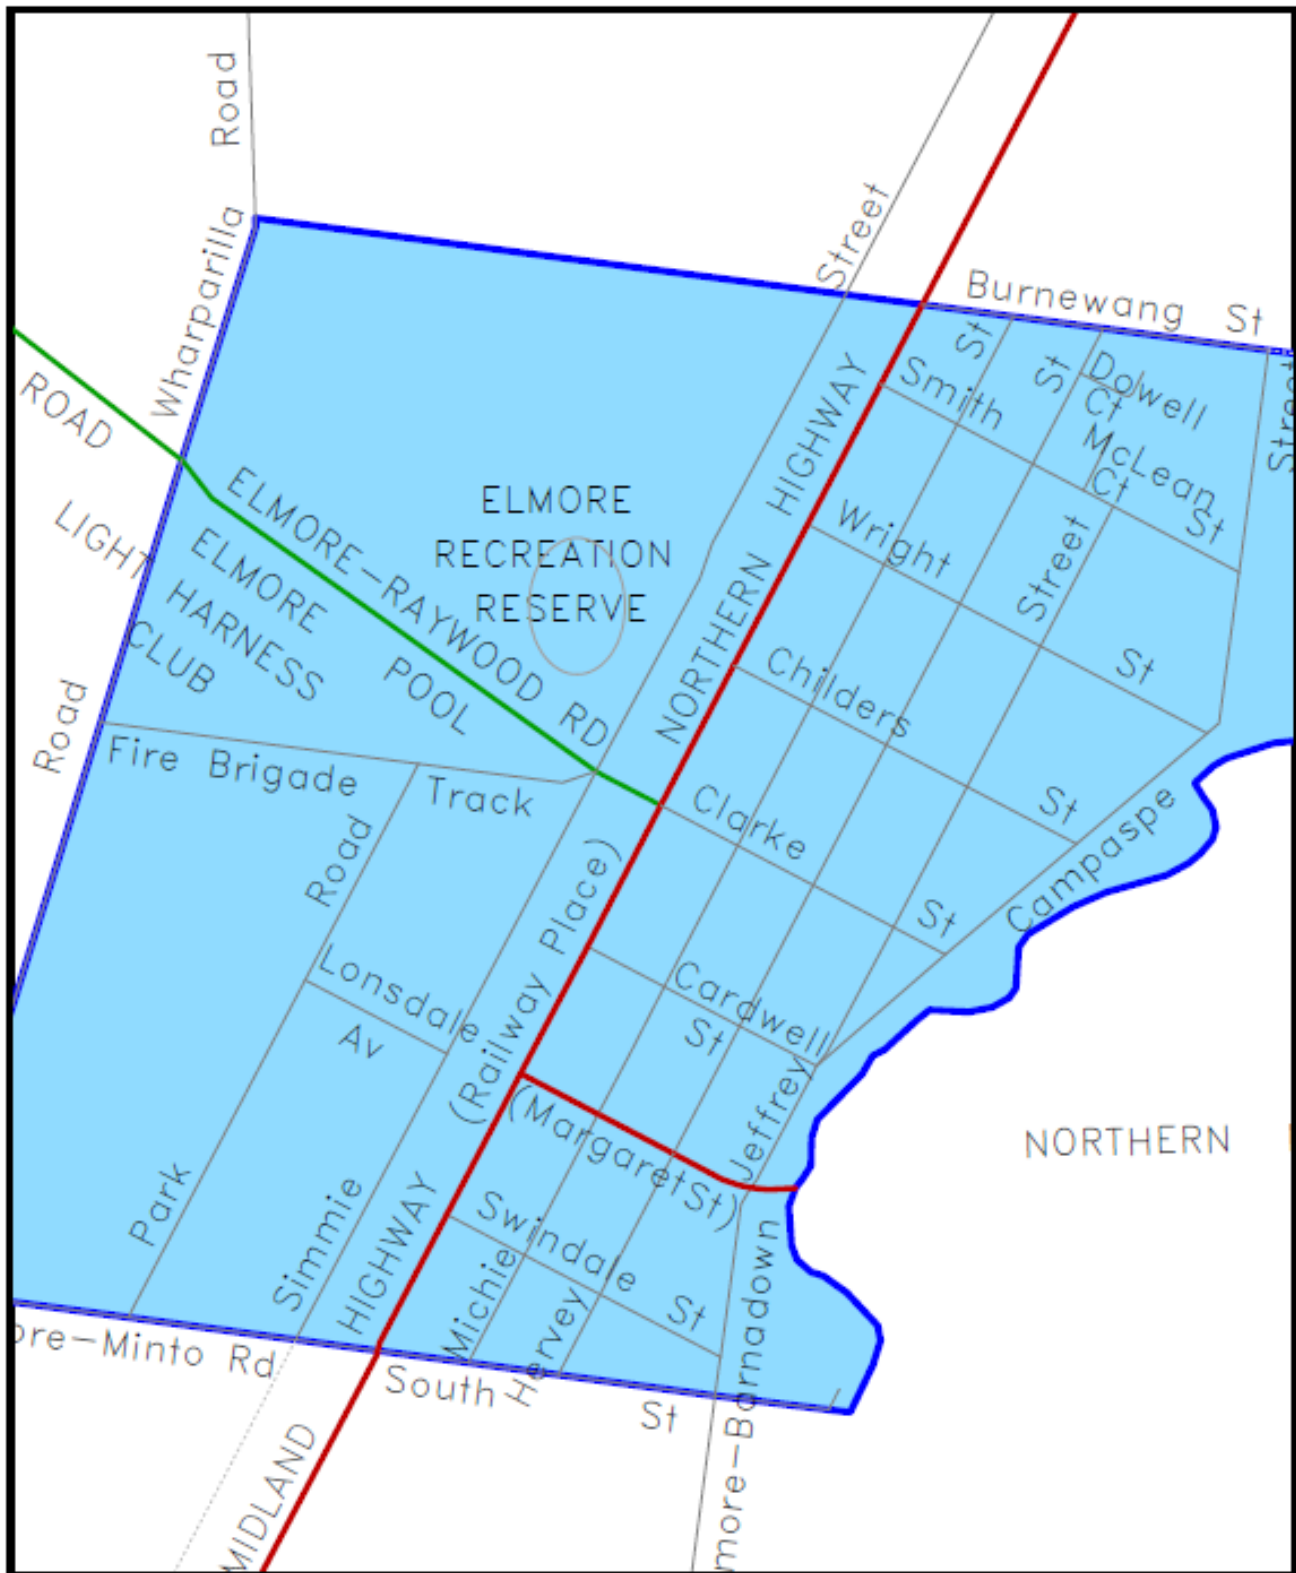 Road
Wharparilla
Street
Burnewang St
St
St
Dowell
Ct
Smith
McLean
Ct
St
Street
HIGHWAY
ROAD
ELMORE-RAYWOOD RD
ELMORE
RECREATION
RESERVE
LIGHT
ELMORE
HARNESS
CLUB
POOL
NORTHERN
Wright
St
Street
Childers
St
Road
Fire Brigade Track
Clarke
St
Campaspe
Road
(Railway Place)
Lonsdale
Av
Cardwell
St
(Margaret St)
Jeffrey
NORTHERN
Park
Simmie
HIGHWAY
Swindale
St
Michie
Hervey
ore-Minto Rd
South St
more-Barnadown
MIDLAND